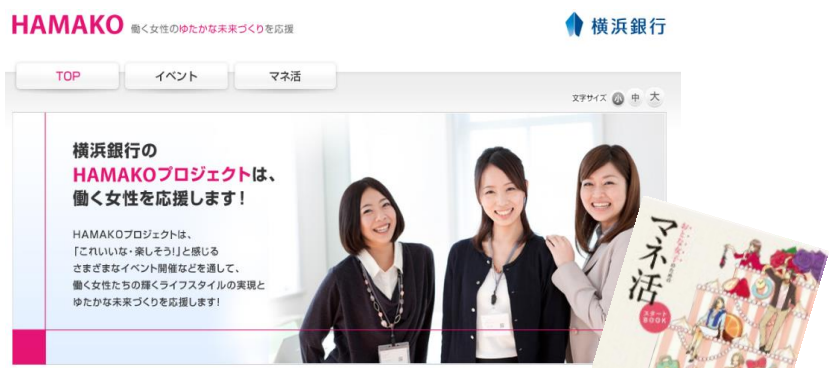 HAMAKO 働く女性のゆたかな未来づくりを応援
横浜銀行
TOP
イベント
マネ活
文字サイズ 小 中 大
横浜銀行の
HAMAKOプロジェクトは、
働く女性を応援します!
HAMAKOプロジェクトは、
「これいいな・楽しそう!」と感じる
さまざまなイベント開催などを通して、
働く女性たちの輝くライフスタイルの実現と
ゆたかな未来づくりを応援します!
マネ活
スタート
BOOK